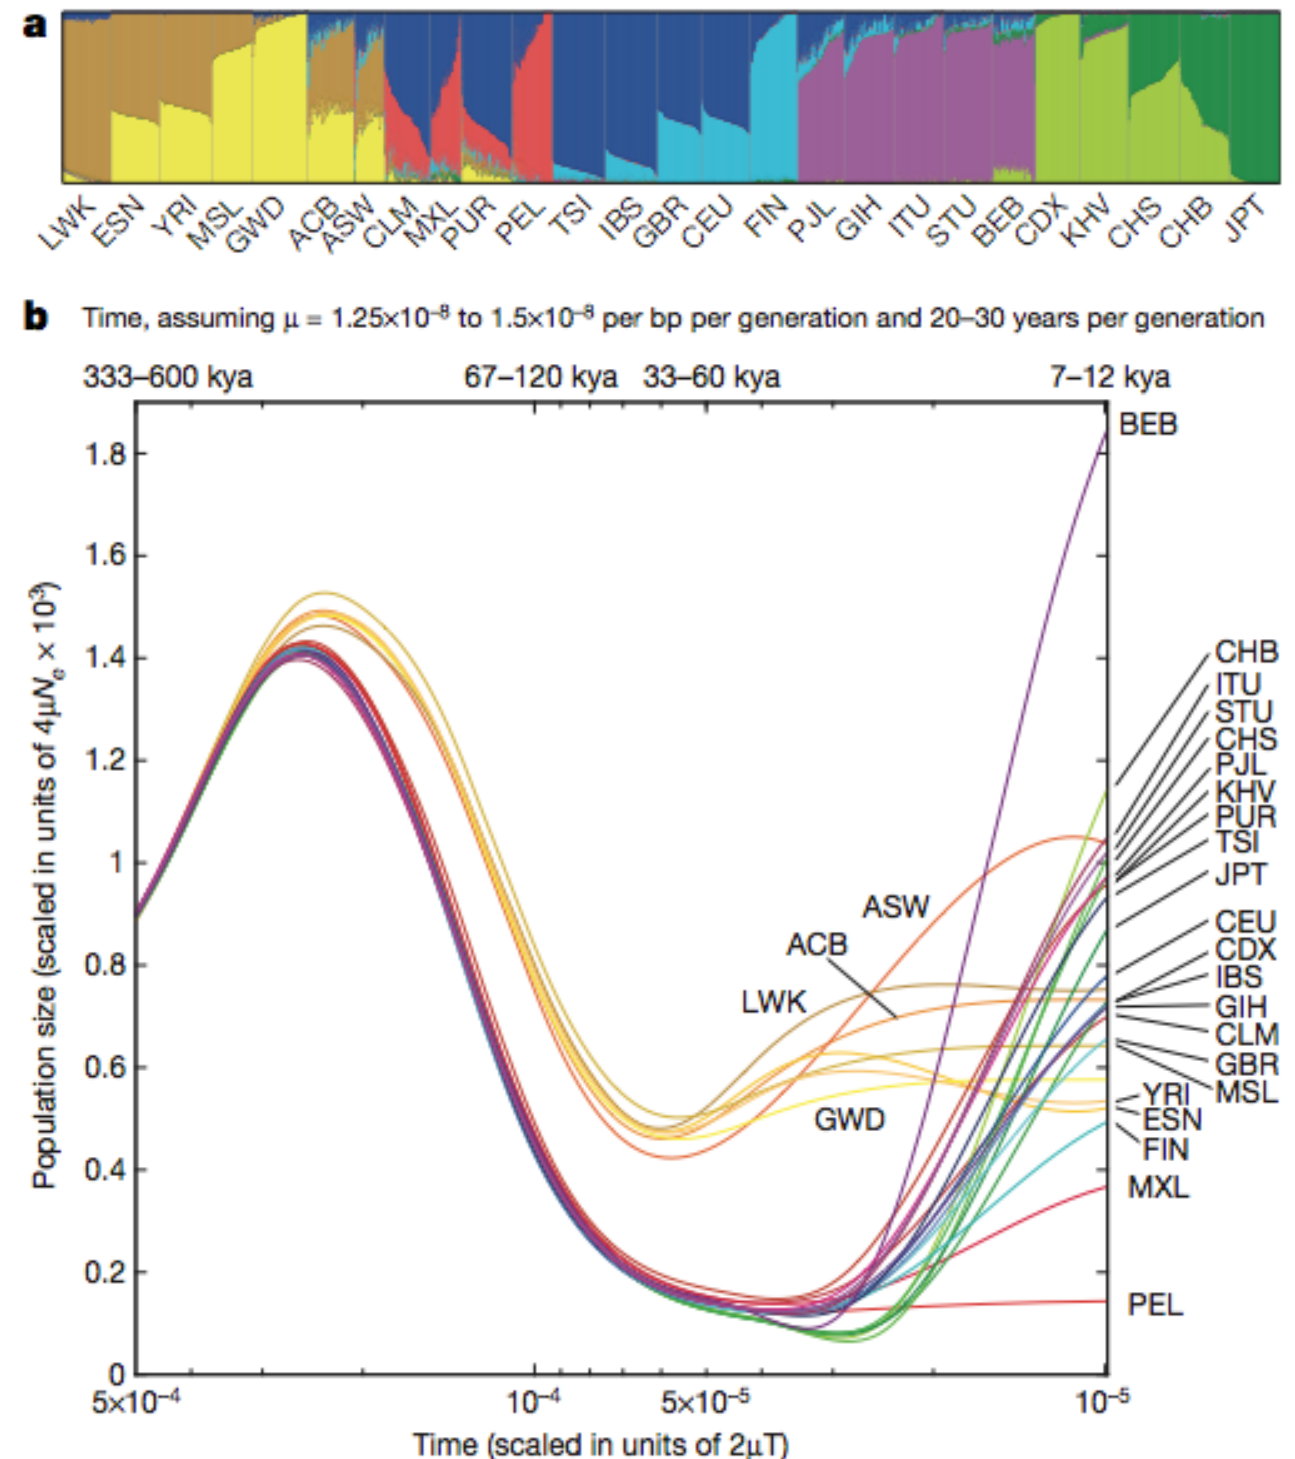 a
LWK
ESN
YRI
MSL
GWD
ACB
ASW
CLM
MXL
PUR
PEL
TSI
IBS
GBR
CEU
FIN
PJL
GIH
ITU
STU
BEB
CDX
KHV
CHS
CHB
JPT
b Time, assuming μ = 1.25×10⁻⁸ to 1.5×10⁻⁸ per bp per generation and 20–30 years per generation
333–600 kya 67–120 kya 33–60 kya 7–12 kya
Population size (scaled in units of 4μNₑ × 10³)
1.8
1.6
1.4
1.2
1
0.8
0.6
0.4
0.2
0
ASW
ACB
LWK
GWD
BEB
CHB
ITU
STU
CHS
PJL
KHV
PUR
TSI
JPT
CEU
CDX
IBS
GIH
CLM
GBR
MSL
YRI
ESN
FIN
MXL
PEL
5×10⁻⁴ 10⁻⁴ 5×10⁻⁵ 10⁻⁵
Time (scaled in units of 2μT)